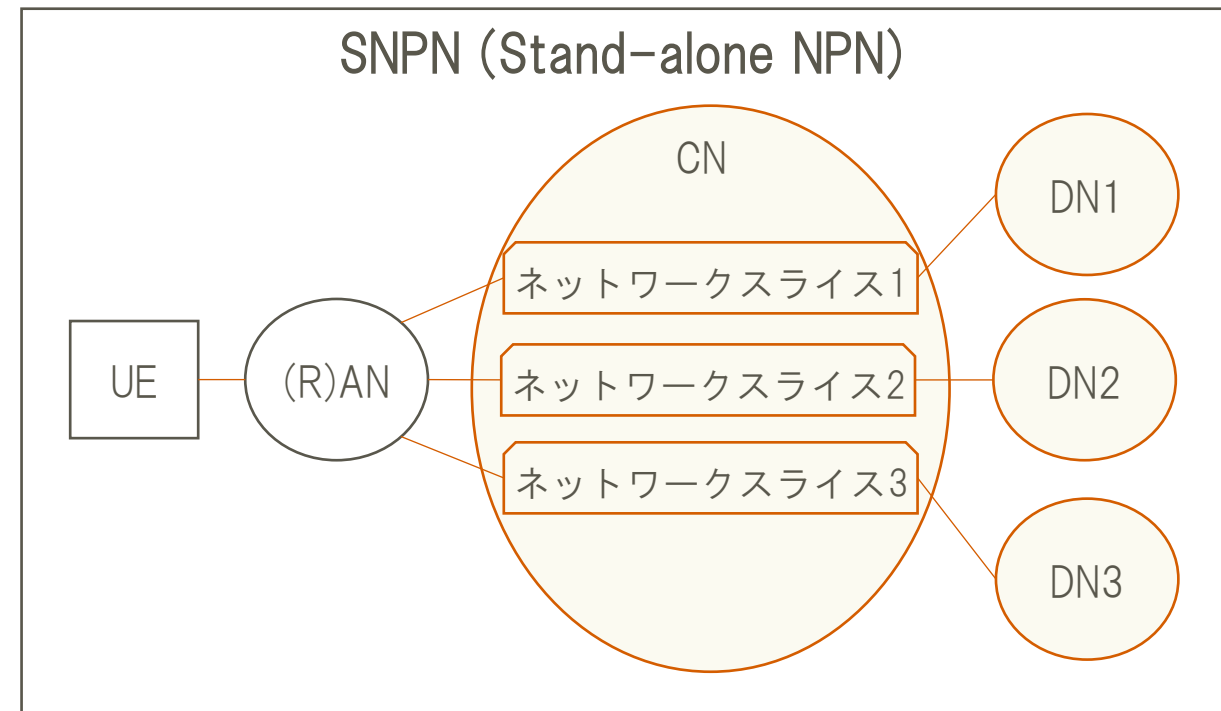 SNPN (Stand-alone NPN)
CN
DN1
ネットワークスライス1
UE
(R)AN
ネットワークスライス2
DN2
ネットワークスライス3
DN3